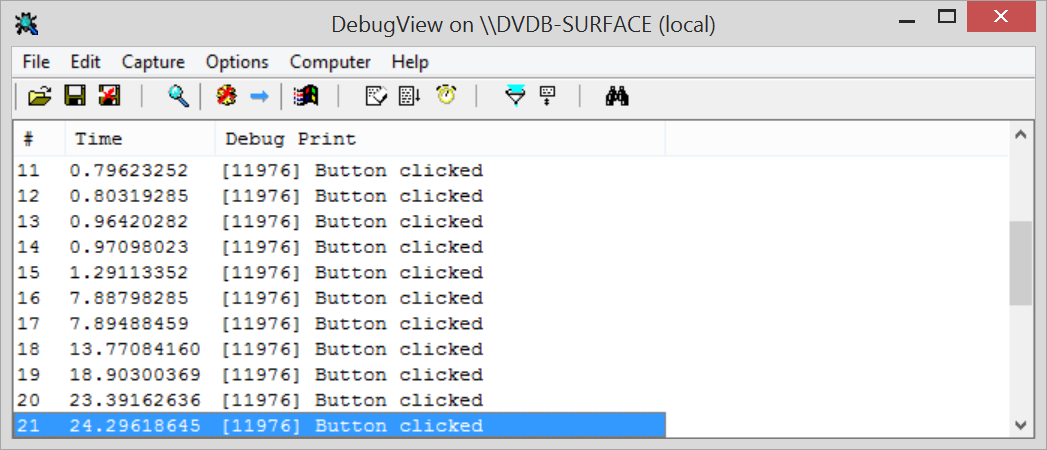 DebugView on \\DVDB-SURFACE (local)
File Edit Capture Options Computer Help
# Time Debug Print
11 0.79623252 [11976] Button clicked
12 0.80319285 [11976] Button clicked
13 0.96420282 [11976] Button clicked
14 0.97098023 [11976] Button clicked
15 1.29113352 [11976] Button clicked
16 7.88798285 [11976] Button clicked
17 7.89488459 [11976] Button clicked
18 13.77084160 [11976] Button clicked
19 18.90300369 [11976] Button clicked
20 23.39162636 [11976] Button clicked
21 24.29618645 [11976] Button clicked